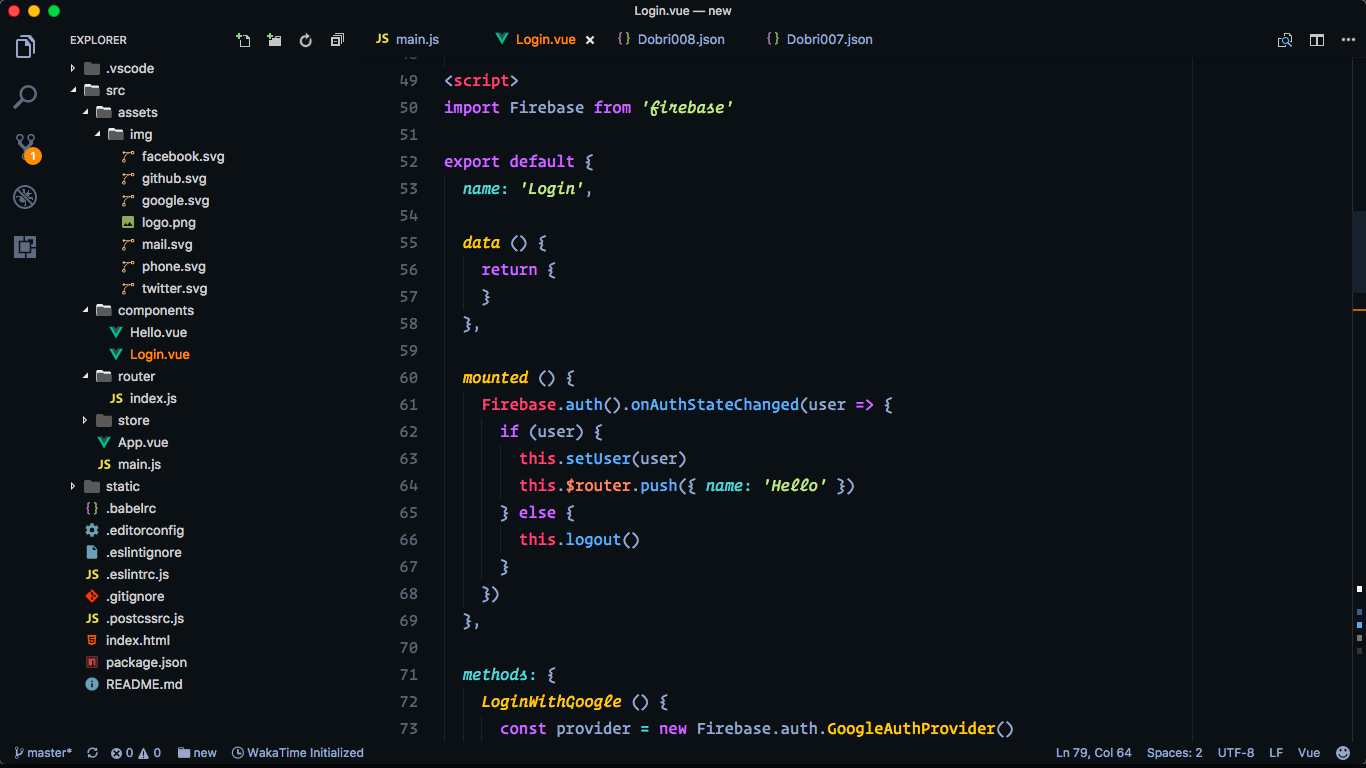 Login.vue — new
EXPLORER
JS main.js
Login.vue ×
{} Dobri008.json
{} Dobri007.json
.vscode
src
assets
img
facebook.svg
github.svg
google.svg
logo.png
mail.svg
phone.svg
twitter.svg
components
Hello.vue
Login.vue
router
JS index.js
store
App.vue
JS main.js
static
{} .babelrc
.editorconfig
.eslintignore
JS .eslintrc.js
.gitignore
JS .postcssrc.js
index.html
package.json
README.md
1
49 <script>
50 import Firebase from 'firebase'
51
52 export default {
53   name: 'Login',
54
55   data () {
56     return {
57     }
58   },
59
60   mounted () {
61     Firebase.auth().onAuthStateChanged(user => {
62       if (user) {
63         this.setUser(user)
64         this.$router.push({ name: 'Hello' })
65       } else {
66         this.logout()
67       }
68     })
69   },
70
71   methods: {
72     LoginWithGoogle () {
73       const provider = new Firebase.auth.GoogleAuthProvider()
master* 0 0 new WakaTime Initialized Ln 79, Col 64 Spaces: 2 UTF-8 LF Vue